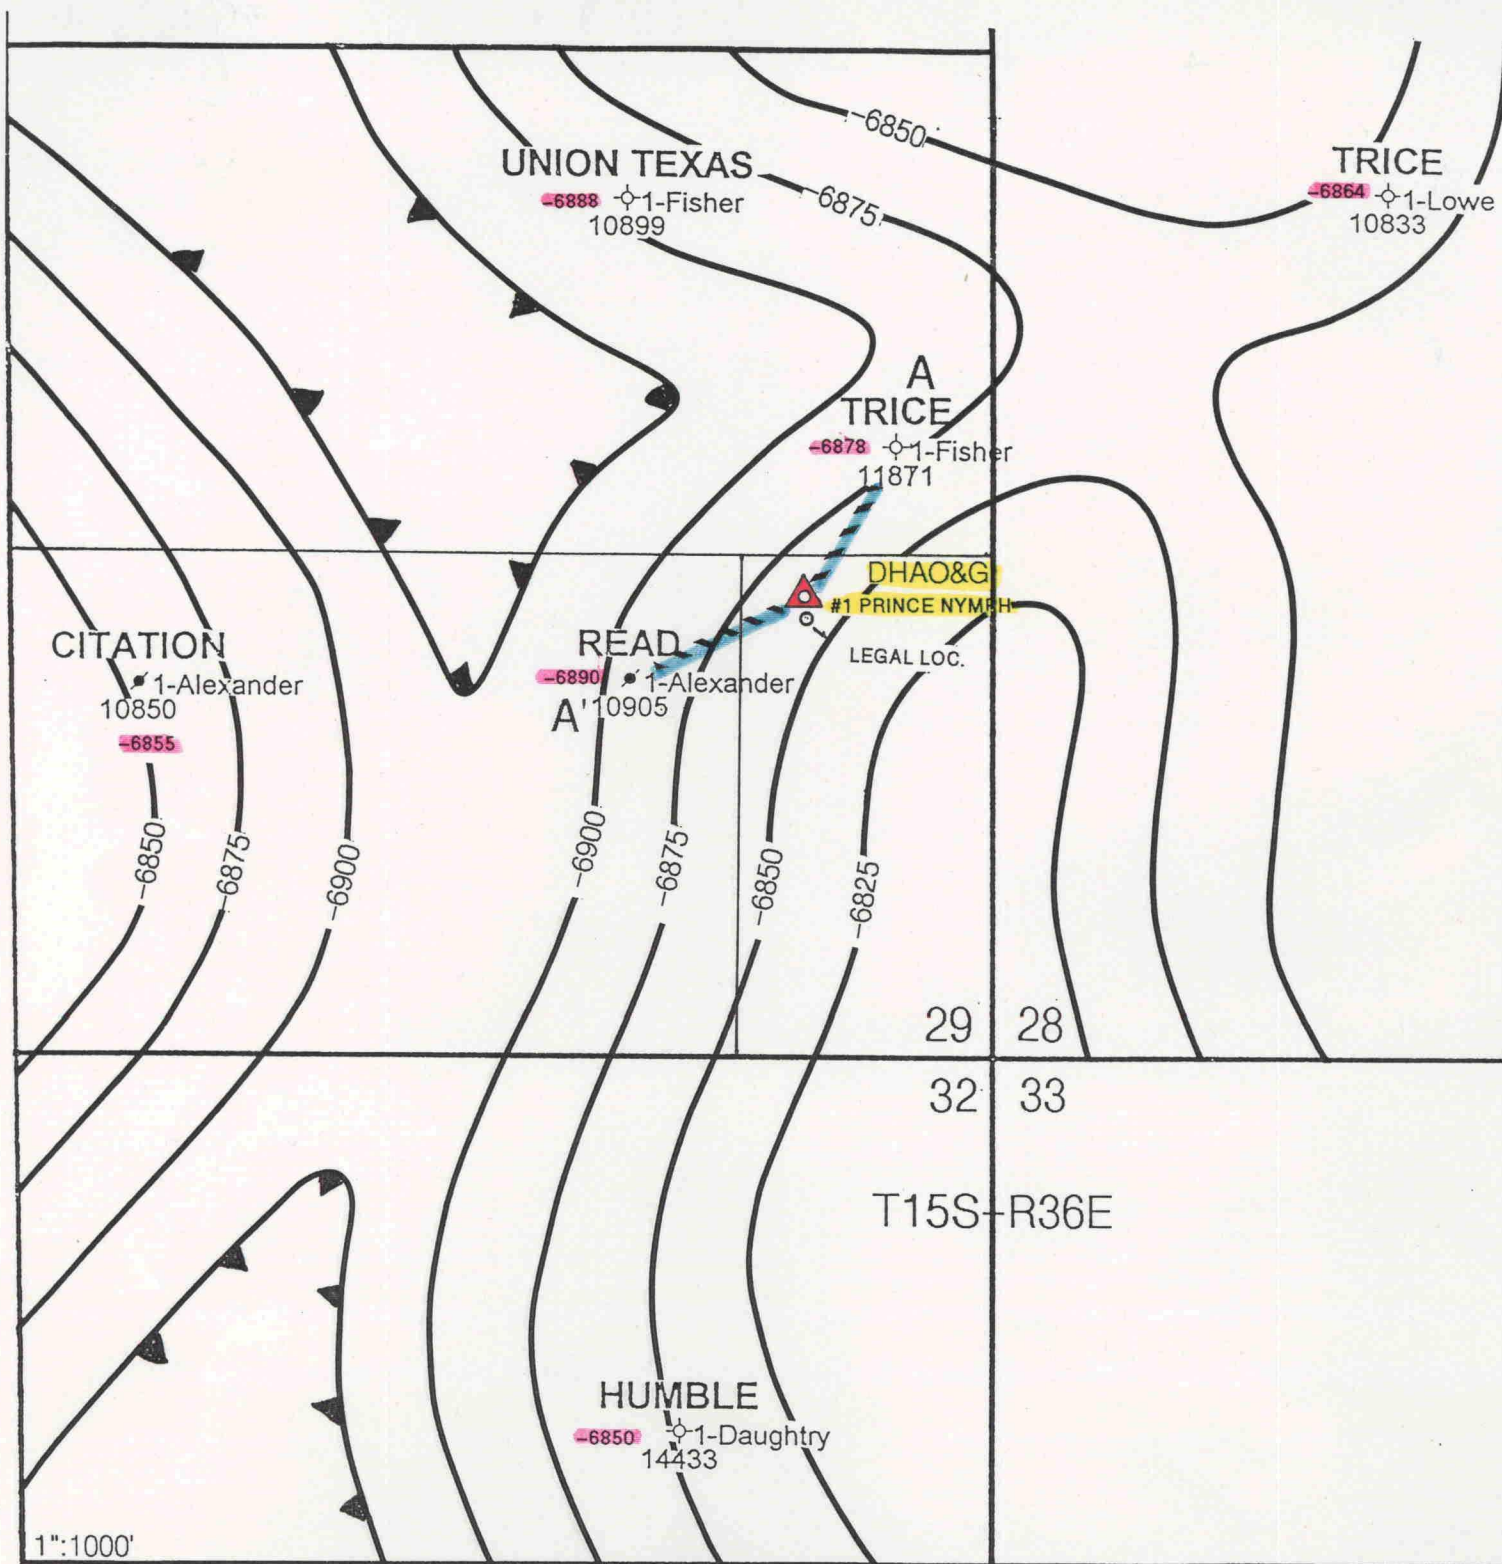 -6850
UNION TEXAS
-6888 1-Fisher
10899
TRICE
-6864 1-Lowe
10833
-6875
A
TRICE
-6878 1-Fisher
11871
DHAO&G
#1 PRINCE NYMPH
LEGAL LOC.
CITATION
1-Alexander
10850
-6855
READ
-6890 1-Alexander
A' 10905
-6850
-6875
-6900
-6900
-6875
-6850
-6825
29 28
32 33
T15S-R36E
HUMBLE
-6850 1-Daughtry
14433
1":1000'